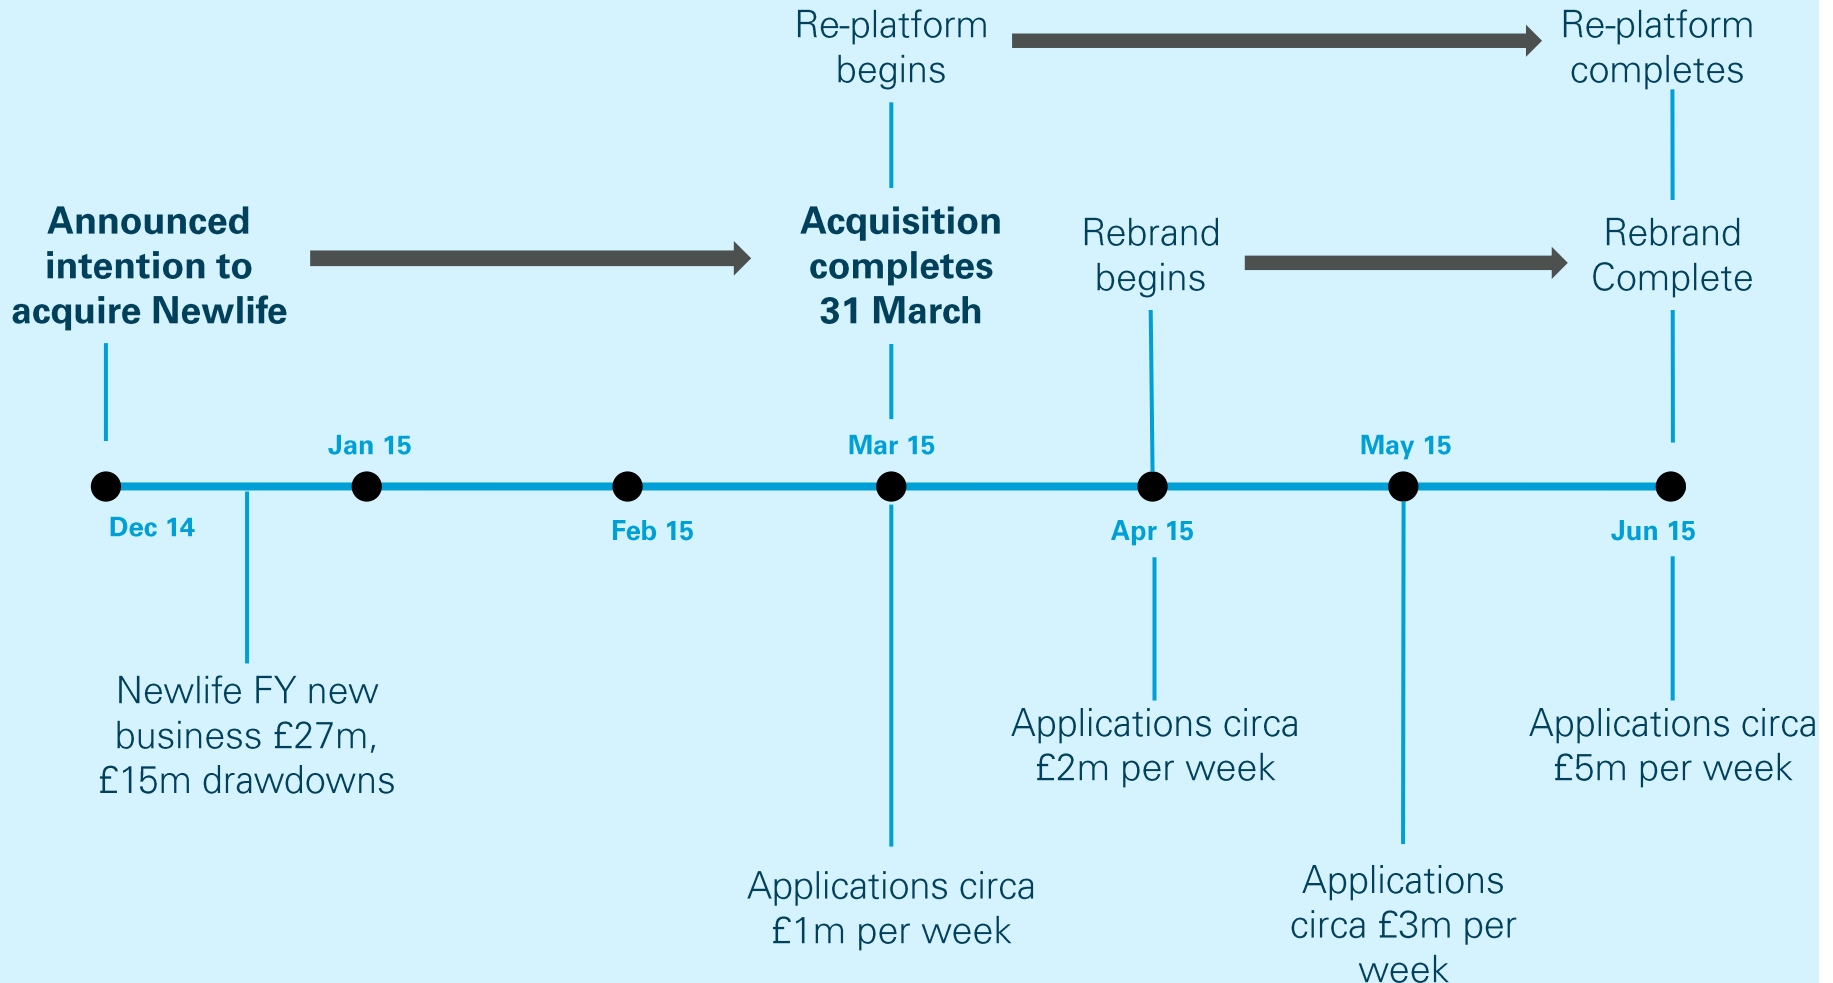 Re-platform
begins
Re-platform
completes
Announced
intention to
acquire Newlife
Acquisition
completes
31 March
Rebrand
begins
Rebrand
Complete
Jan 15
Mar 15
May 15
Dec 14
Feb 15
Apr 15
Jun 15
Newlife FY new
business £27m,
£15m drawdowns
Applications circa
£1m per week
Applications circa
£2m per week
Applications
circa £3m per
week
Applications circa
£5m per week